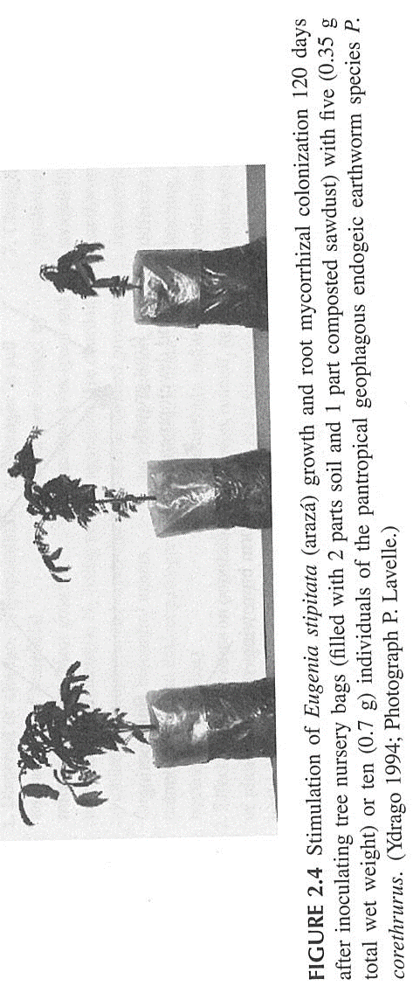 FIGURE 2.4 Stimulation of Eugenia stipitata (arazá) growth and root mycorrhizal colonization 120 days
after inoculating tree nursery bags (filled with 2 parts soil and 1 part composted sawdust) with five (0.35 g
total wet weight) or ten (0.7 g) individuals of the pantropical geophagous endogeic earthworm species P.
corethrurus. (Ydrago 1994; Photograph P. Lavelle.)